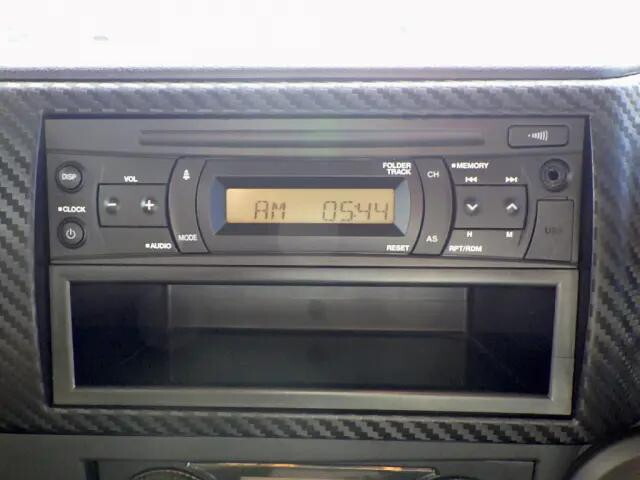 DISP
VOL
FOLDER
TRACK
CH
MEMORY
CLOCK
AM 05:44
AUDIO
MODE
RESET
AS
H
M
RPT/RDM
USB